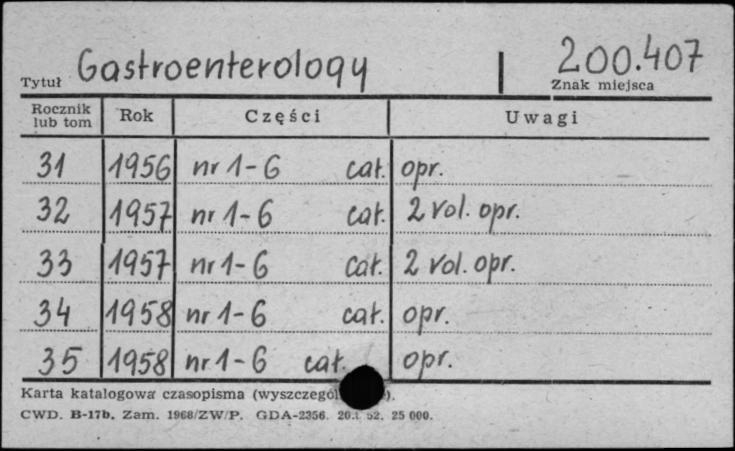 Tytuł Gastroenterology 200.407
Znak miejsca
Rocznik lub tom Rok Części Uwagi
31 1956 nr 1-6 cał. opr.
32 1957 nr 1-6 cał. 2 vol. opr.
33 1957 nr 1-6 cał. 2 vol. opr.
34 1958 nr 1-6 cał. opr.
35 1958 nr 1-6 cał. opr.
Karta katalogowa czasopisma
CWD. B-17b. Zam. 1968/ZW/P. GDA-2356. 52. 25 000.